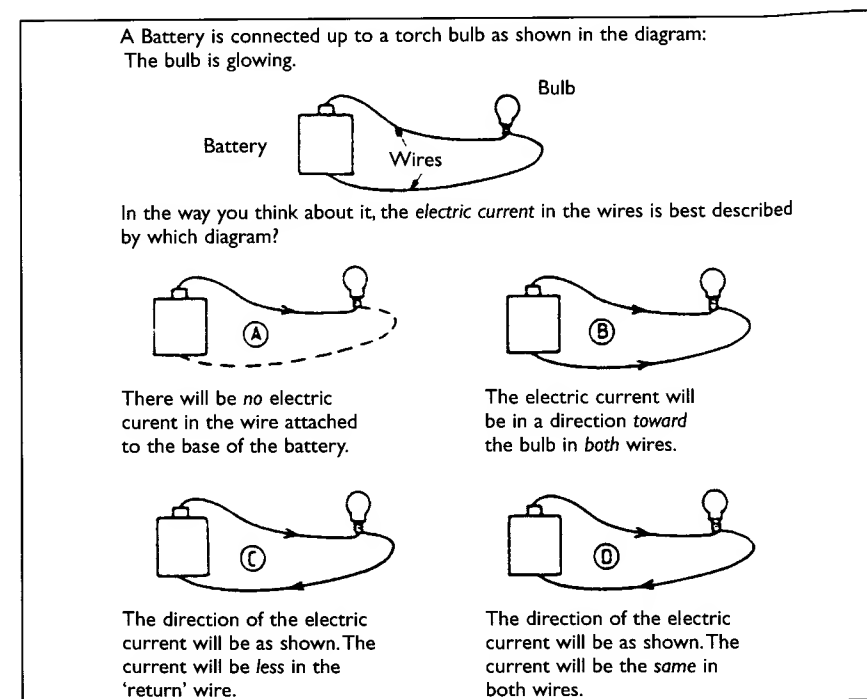 A Battery is connected up to a torch bulb as shown in the diagram:
The bulb is glowing.
Bulb
Battery
Wires
In the way you think about it, the electric current in the wires is best described
by which diagram?
A
B
There will be no electric
curent in the wire attached
to the base of the battery.
The electric current will
be in a direction toward
the bulb in both wires.
C
D
The direction of the electric
current will be as shown. The
current will be less in the
'return' wire.
The direction of the electric
current will be as shown. The
current will be the same in
both wires.